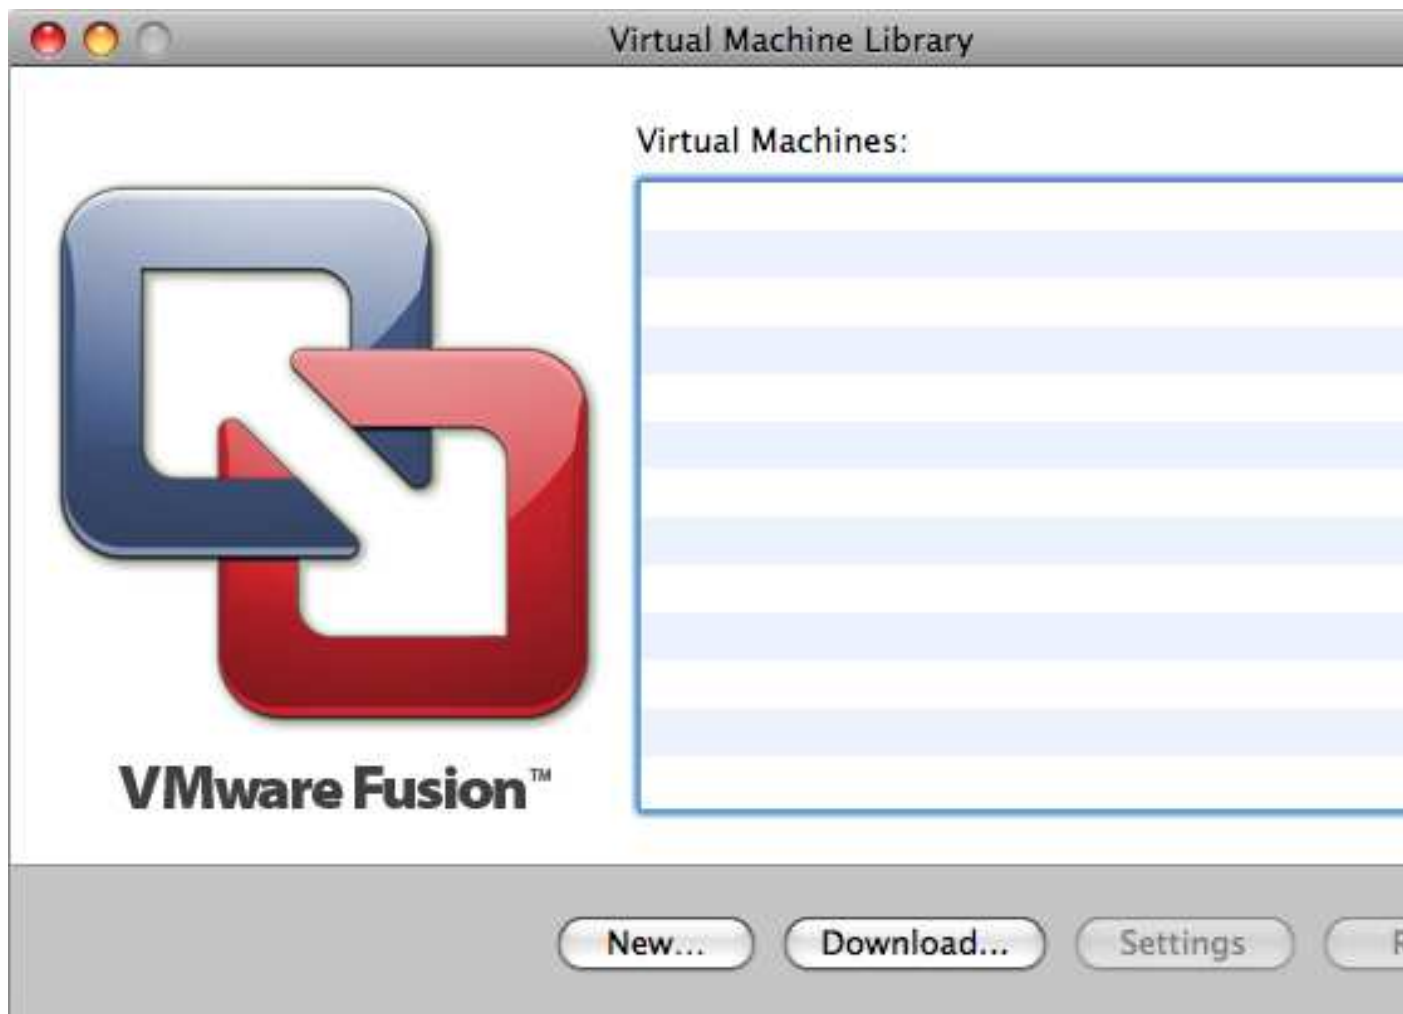 Virtual Machine Library
Virtual Machines:
VMware Fusion™
New...
Download...
Settings